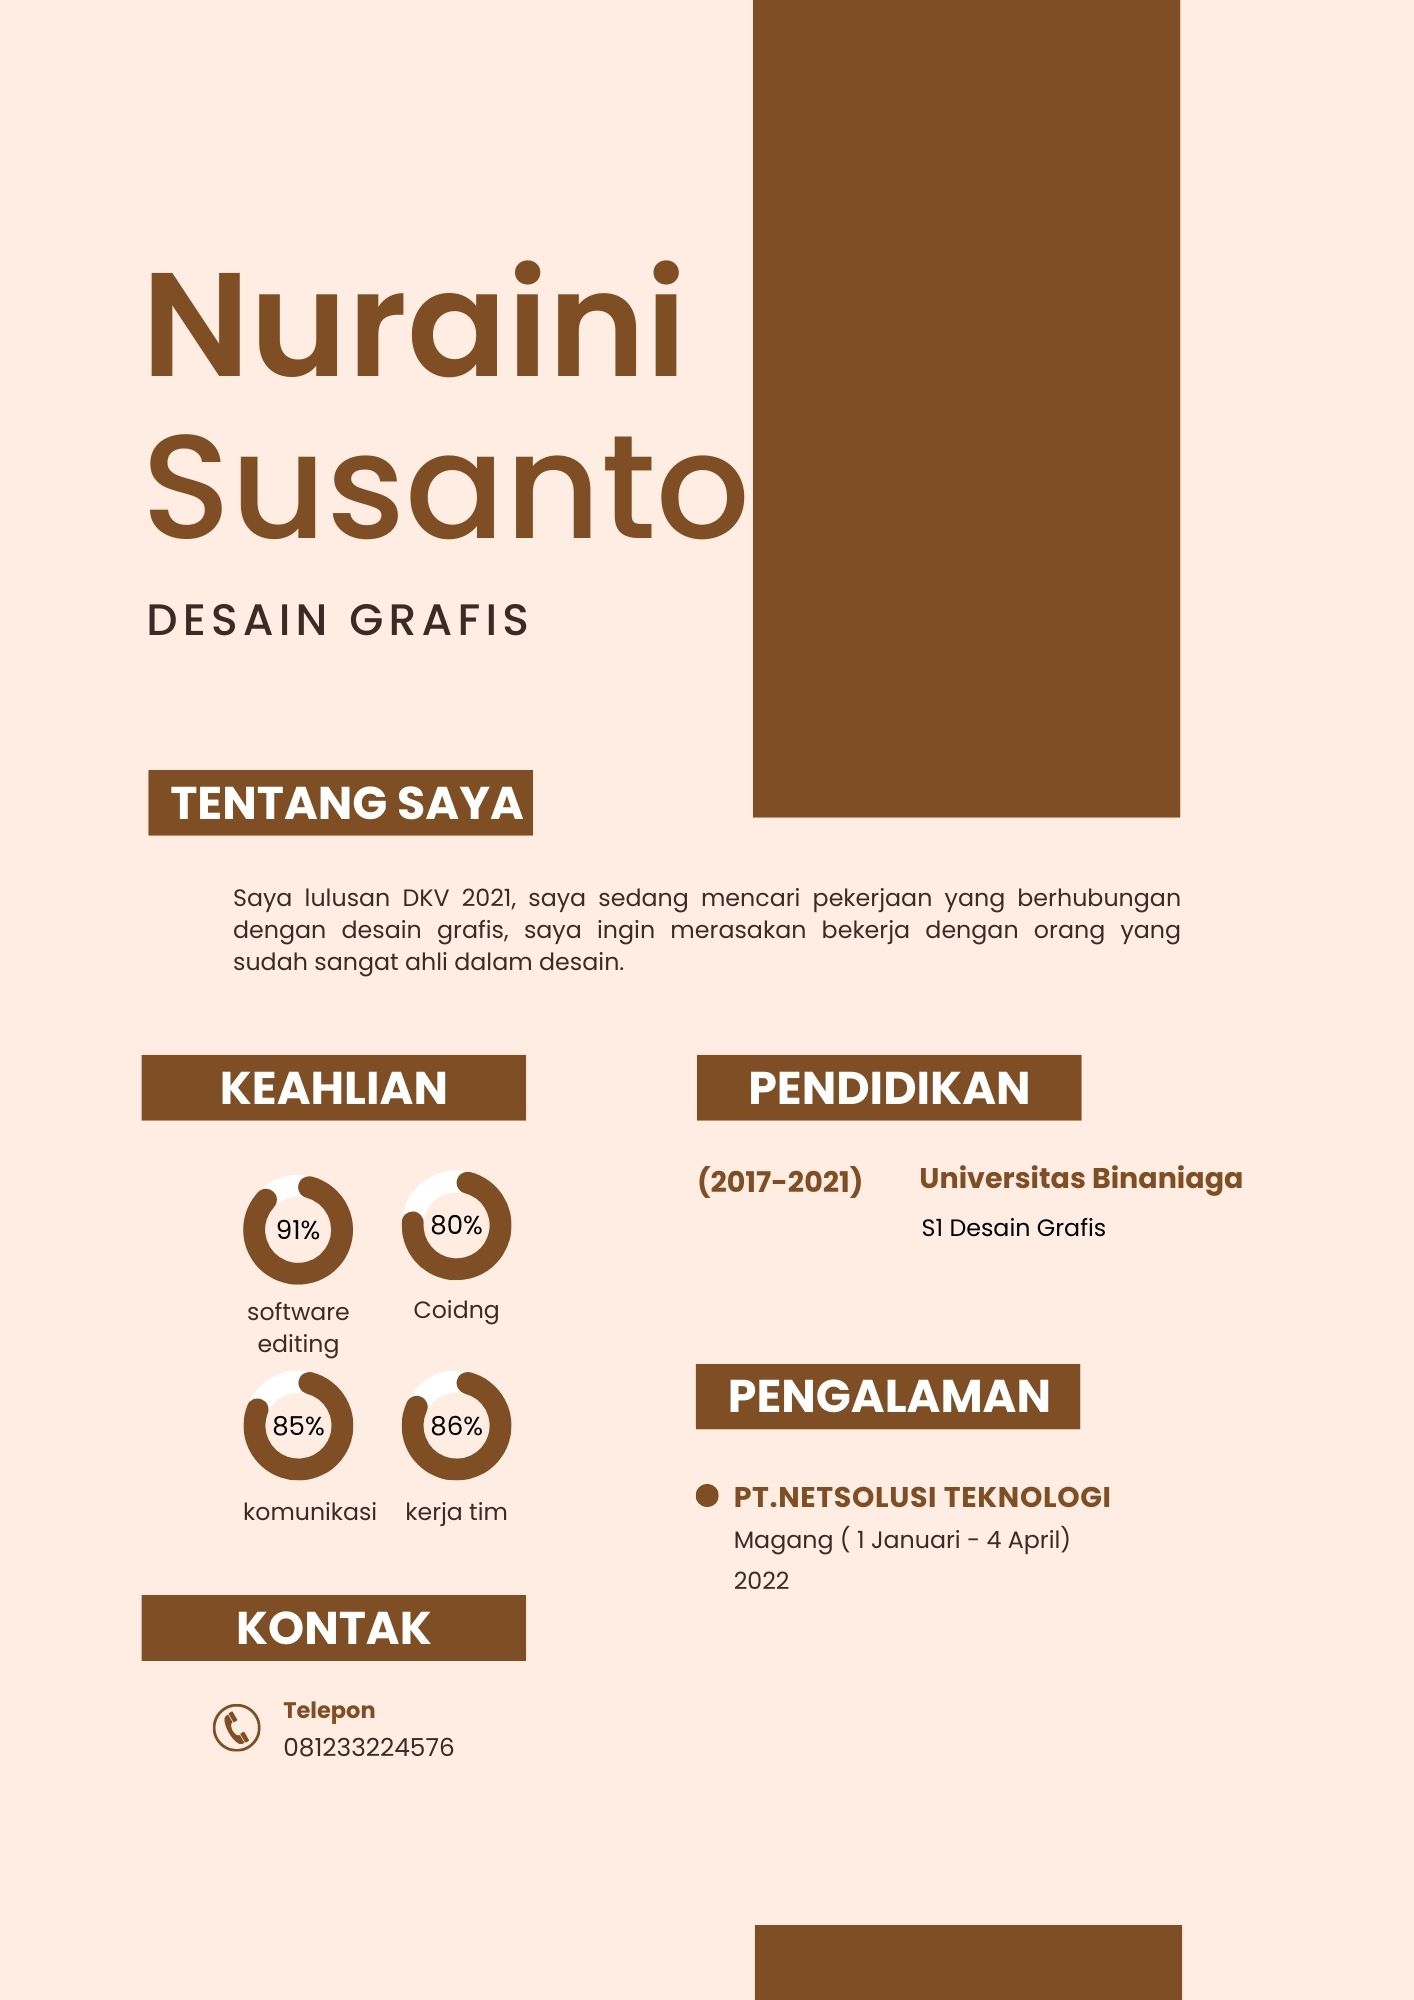 Nuraini
Susanto
DESAIN GRAFIS
TENTANG SAYA
Saya lulusan DKV 2021, saya sedang mencari pekerjaan yang berhubungan
dengan desain grafis, saya ingin merasakan bekerja dengan orang yang
sudah sangat ahli dalam desain.
KEAHLIAN
91%
software
editing
80%
Coidng
85%
komunikasi
86%
kerja tim
KONTAK
Telepon
081233224576
PENDIDIKAN
(2017-2021)
Universitas Binaniaga
S1 Desain Grafis
PENGALAMAN
PT.NETSOLUSI TEKNOLOGI
Magang ( 1 Januari - 4 April)
2022